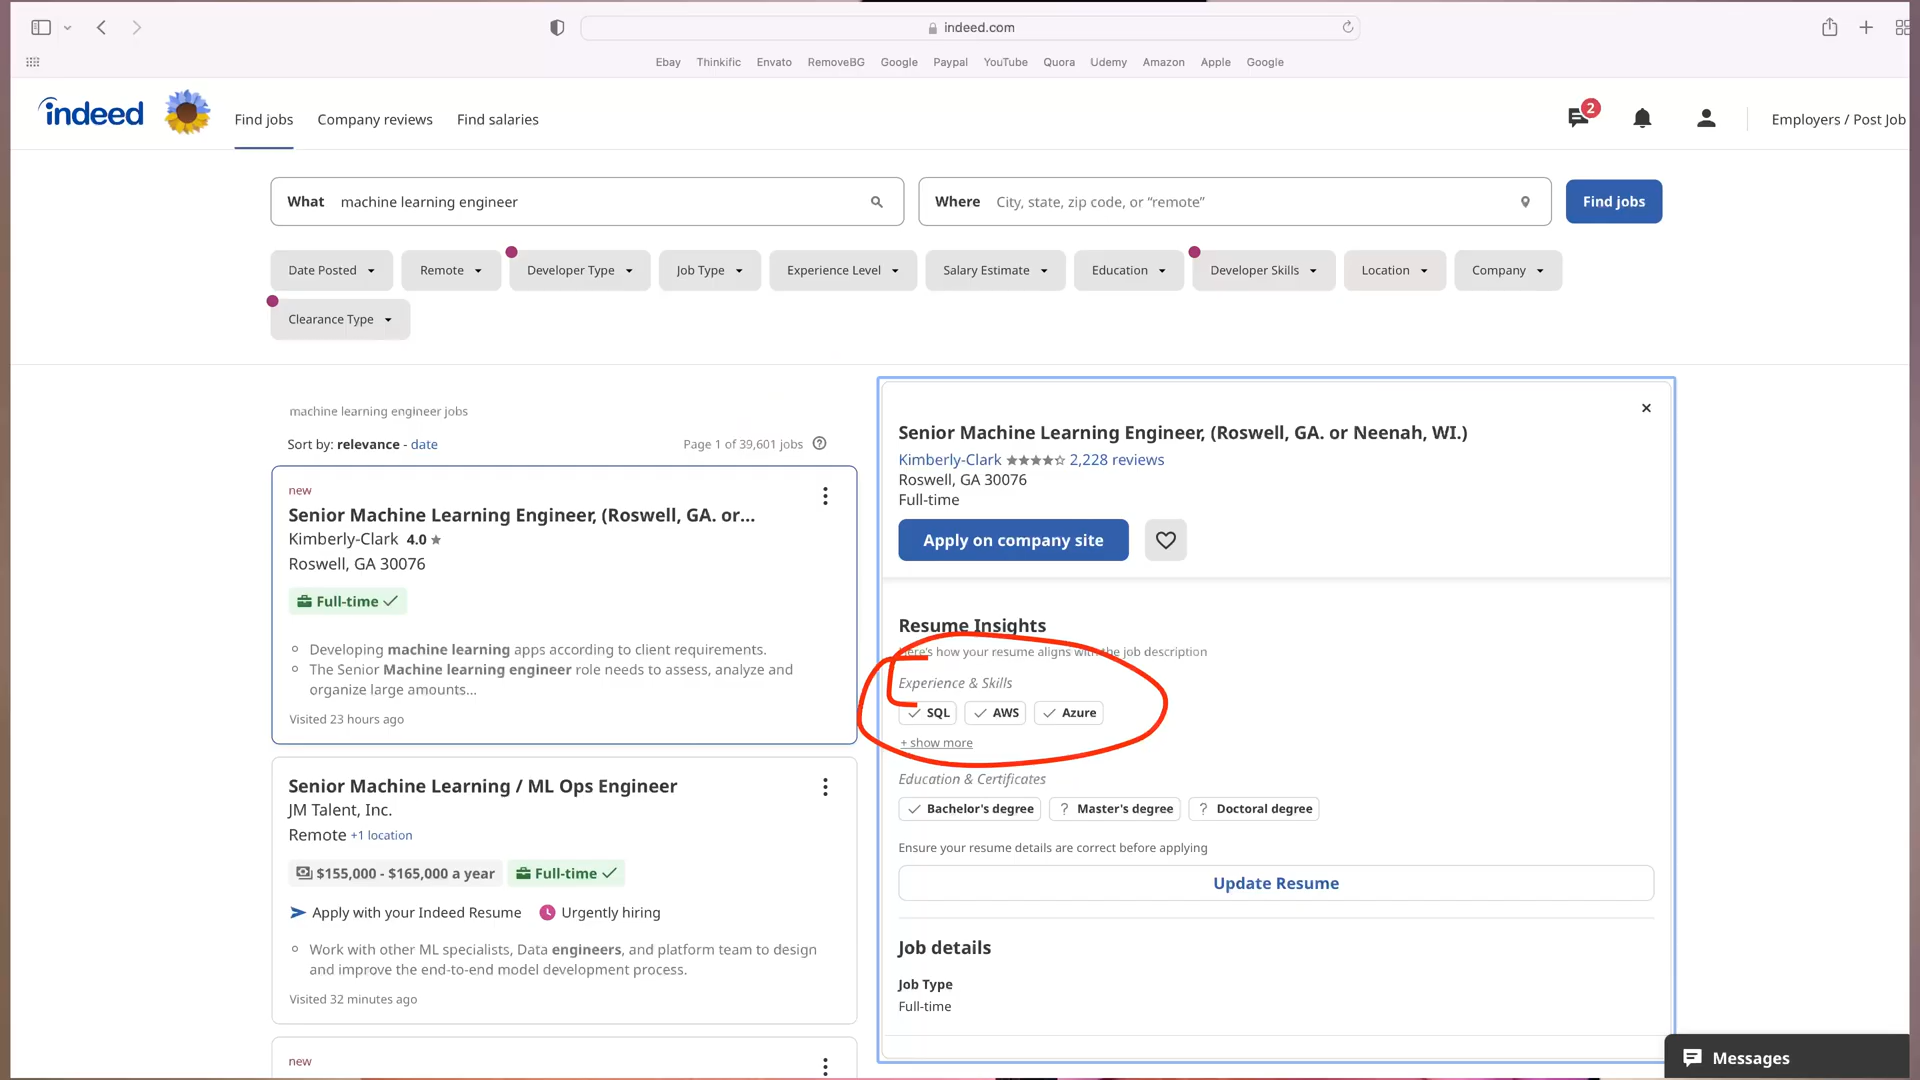 indeed.com
Ebay Thinkific Envato RemoveBG Google Paypal YouTube Quora Udemy Amazon Apple Google
indeed Find jobs Company reviews Find salaries 2 Employers / Post Job
What machine learning engineer Where City, state, zip code, or “remote” Find jobs
Date Posted Remote Developer Type Job Type Experience Level Salary Estimate Education Developer Skills Location Company
Clearance Type
machine learning engineer jobs
Sort by: relevance - date Page 1 of 39,601 jobs
new
Senior Machine Learning Engineer, (Roswell, GA. or...
Kimberly-Clark 4.0
Roswell, GA 30076
Full-time
Developing machine learning apps according to client requirements.
The Senior Machine learning engineer role needs to assess, analyze and
organize large amounts...
Visited 23 hours ago
Senior Machine Learning / ML Ops Engineer
JM Talent, Inc.
Remote +1 location
$155,000 - $165,000 a year Full-time
Apply with your Indeed Resume Urgently hiring
Work with other ML specialists, Data engineers, and platform team to design
and improve the end-to-end model development process.
Visited 32 minutes ago
new
Senior Machine Learning Engineer, (Roswell, GA. or Neenah, WI.)
Kimberly-Clark 2,228 reviews
Roswell, GA 30076
Full-time
Apply on company site
Resume Insights
Here's how your resume aligns with the job description
Experience & Skills
SQL AWS Azure
+ show more
Education & Certificates
Bachelor's degree ? Master's degree ? Doctoral degree
Ensure your resume details are correct before applying
Update Resume
Job details
Job Type
Full-time
Messages